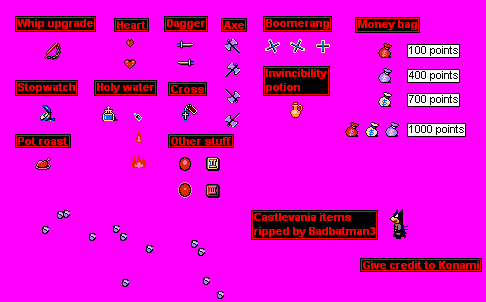 Whip upgrade
Heart
Dagger
Axe
Boomerang
Money bag
100 points
400 points
700 points
1000 points
Stopwatch
Holy water
Cross
Invincibility
potion
Pot roast
Other stuff
Castlevania items
ripped by Badbatman3
Give credit to Konami